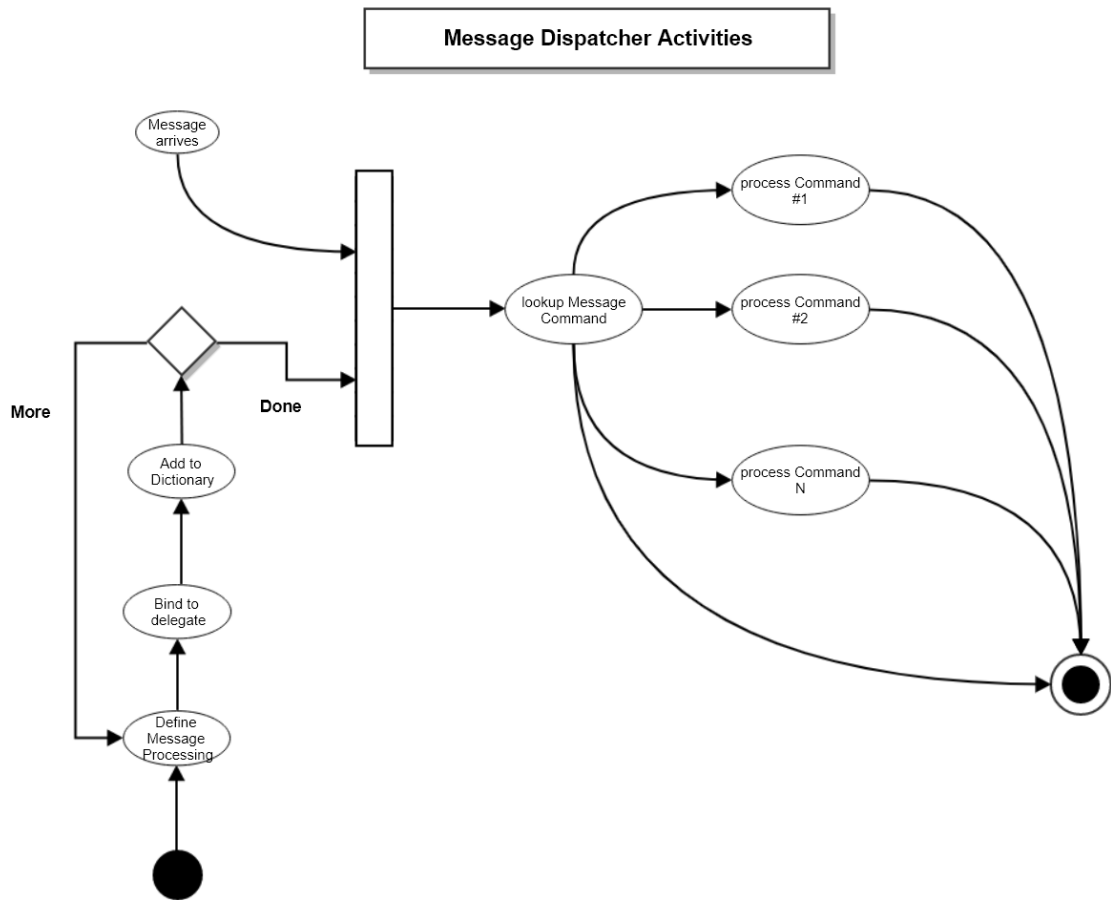 Message Dispatcher Activities
Message
arrives
process Command
#1
lookup Message
Command
process Command
#2
More
Done
Add to
Dictionary
process Command
N
Bind to
delegate
Define
Message
Processing